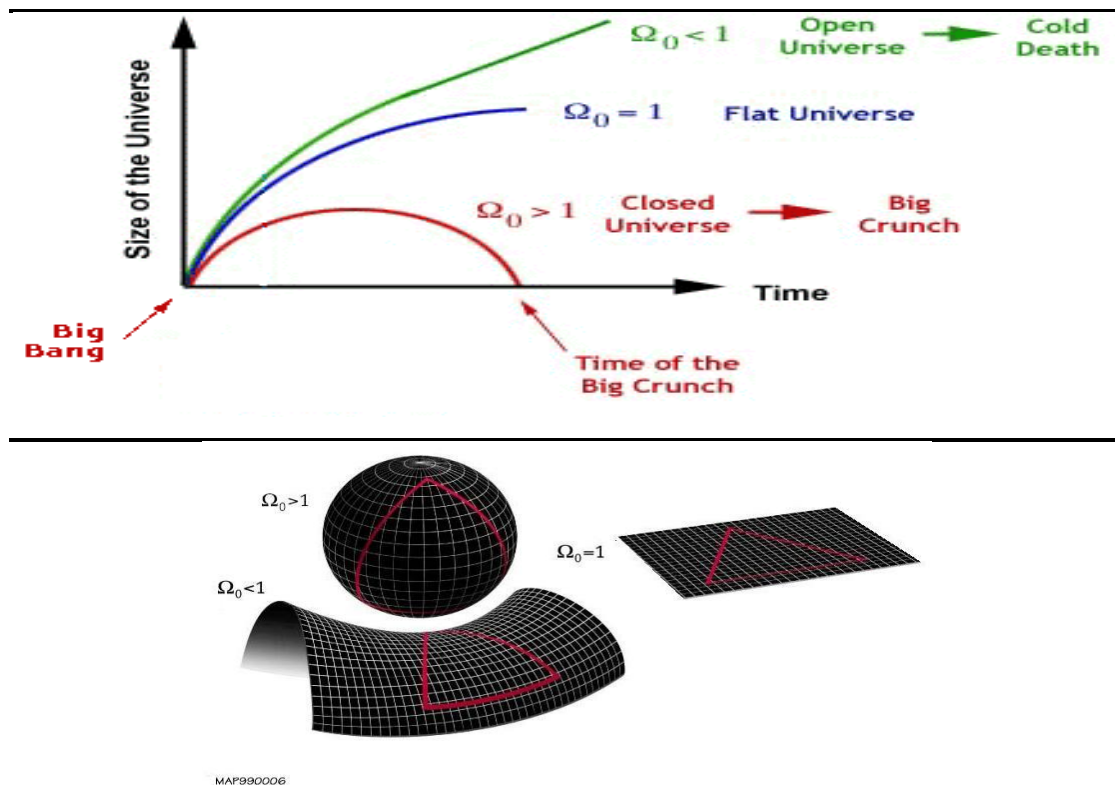 Size of the Universe
Ω₀ < 1 Open Universe Cold Death
Ω₀ = 1 Flat Universe
Ω₀ > 1 Closed Universe Big Crunch
Time
Big
Bang
Time of the
Big Crunch
Ω₀>1
Ω₀=1
Ω₀<1
MAP990006